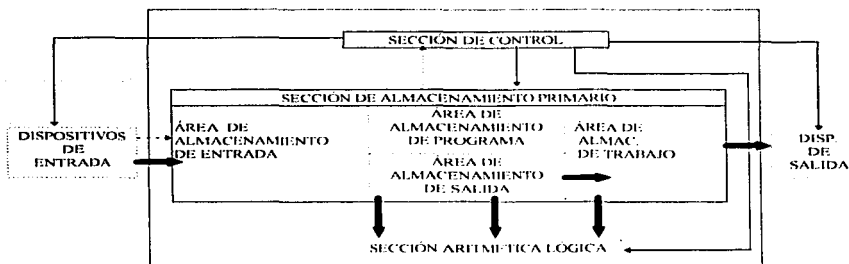 SECCIÓN DE CONTROL
SECCIÓN DE ALMACENAMIENTO PRIMARIO
DISPOSITIVOS
DE
ENTRADA
ÁREA DE
ALMACENAMIENTO
DE ENTRADA
ÁREA DE
ALMACENAMIENTO
DE PROGRAMA
ÁREA DE
ALMACENAMIENTO
DE SALIDA
ÁREA DE
ALMAC.
DE TRABAJO
DISP.
DE
SALIDA
SECCIÓN ARITMETICA LÓGICA